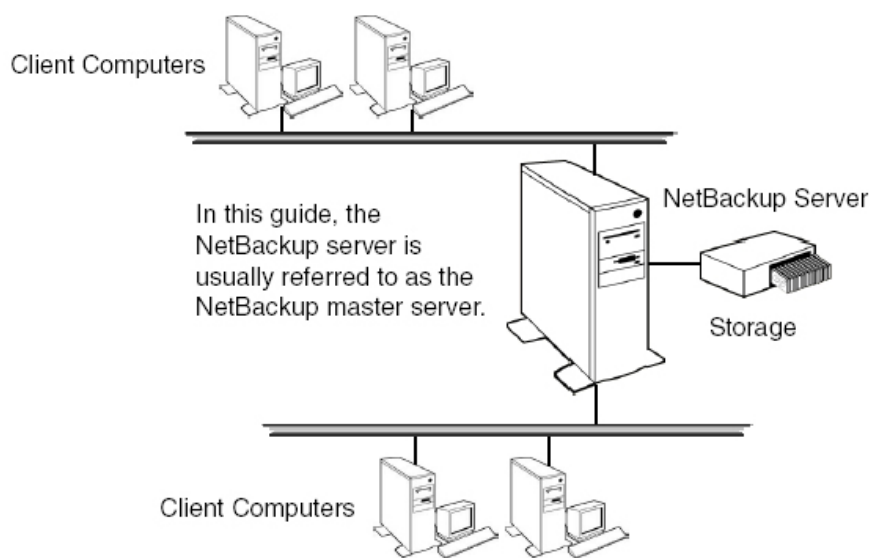 Client Computers
NetBackup Server
In this guide, the
NetBackup server is
usually referred to as the
NetBackup master server.
Storage
Client Computers